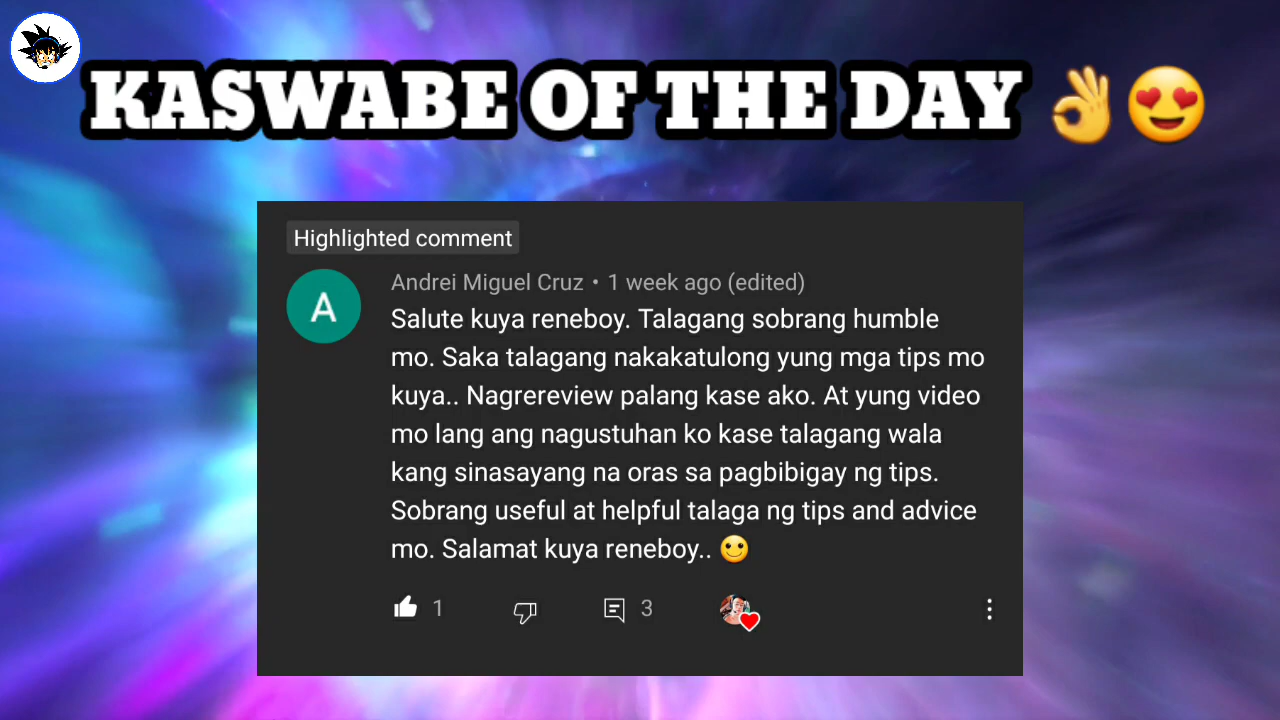 KASWABE OF THE DAY 👌😍
Highlighted comment
A
Andrei Miguel Cruz • 1 week ago (edited)
Salute kuya reneboy. Talagang sobrang humble
mo. Saka talagang nakakatulong yung mga tips mo
kuya.. Nagrereview palang kase ako. At yung video
mo lang ang nagustuhan ko kase talagang wala
kang sinasayang na oras sa pagbibigay ng tips.
Sobrang useful at helpful talaga ng tips and advice
mo. Salamat kuya reneboy.. 🙂
1
3